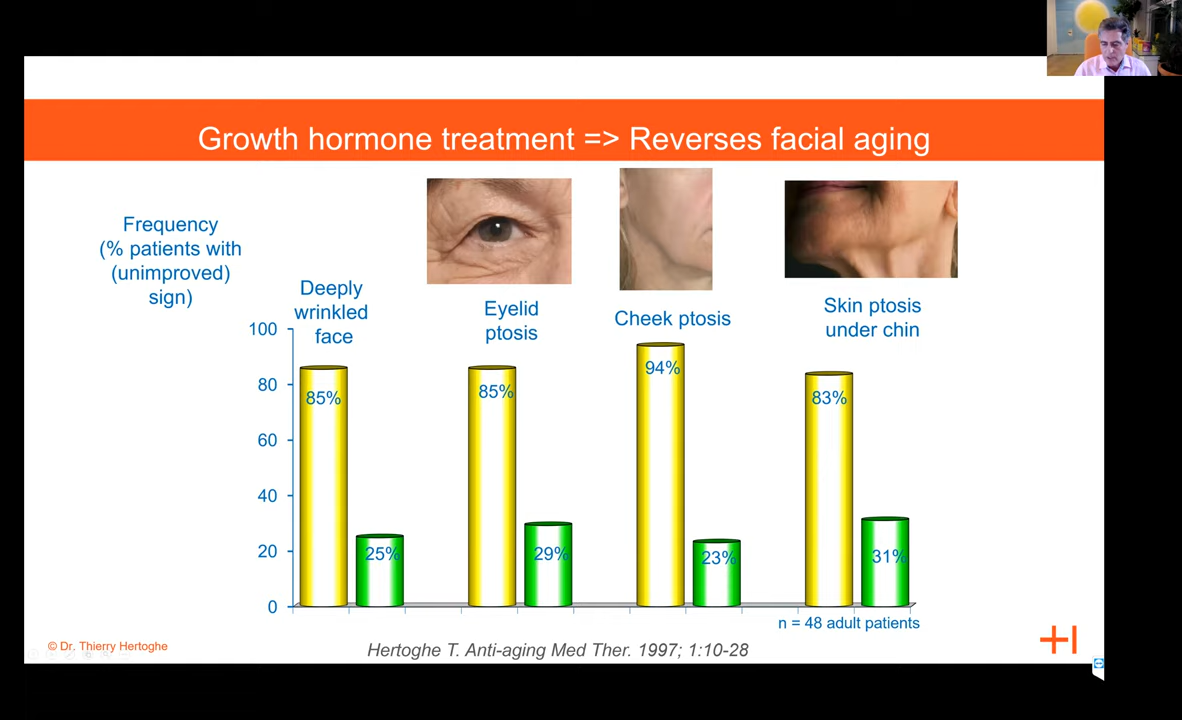 Growth hormone treatment => Reverses facial aging
Frequency
(% patients with
(unimproved)
sign)
Deeply
wrinkled
face
Eyelid
ptosis
Cheek ptosis
Skin ptosis
under chin
100
80
60
40
20
0
85%
25%
85%
29%
94%
23%
83%
31%
n = 48 adult patients
© Dr. Thierry Hertoghe
Hertoghe T. Anti-aging Med Ther. 1997; 1:10-28